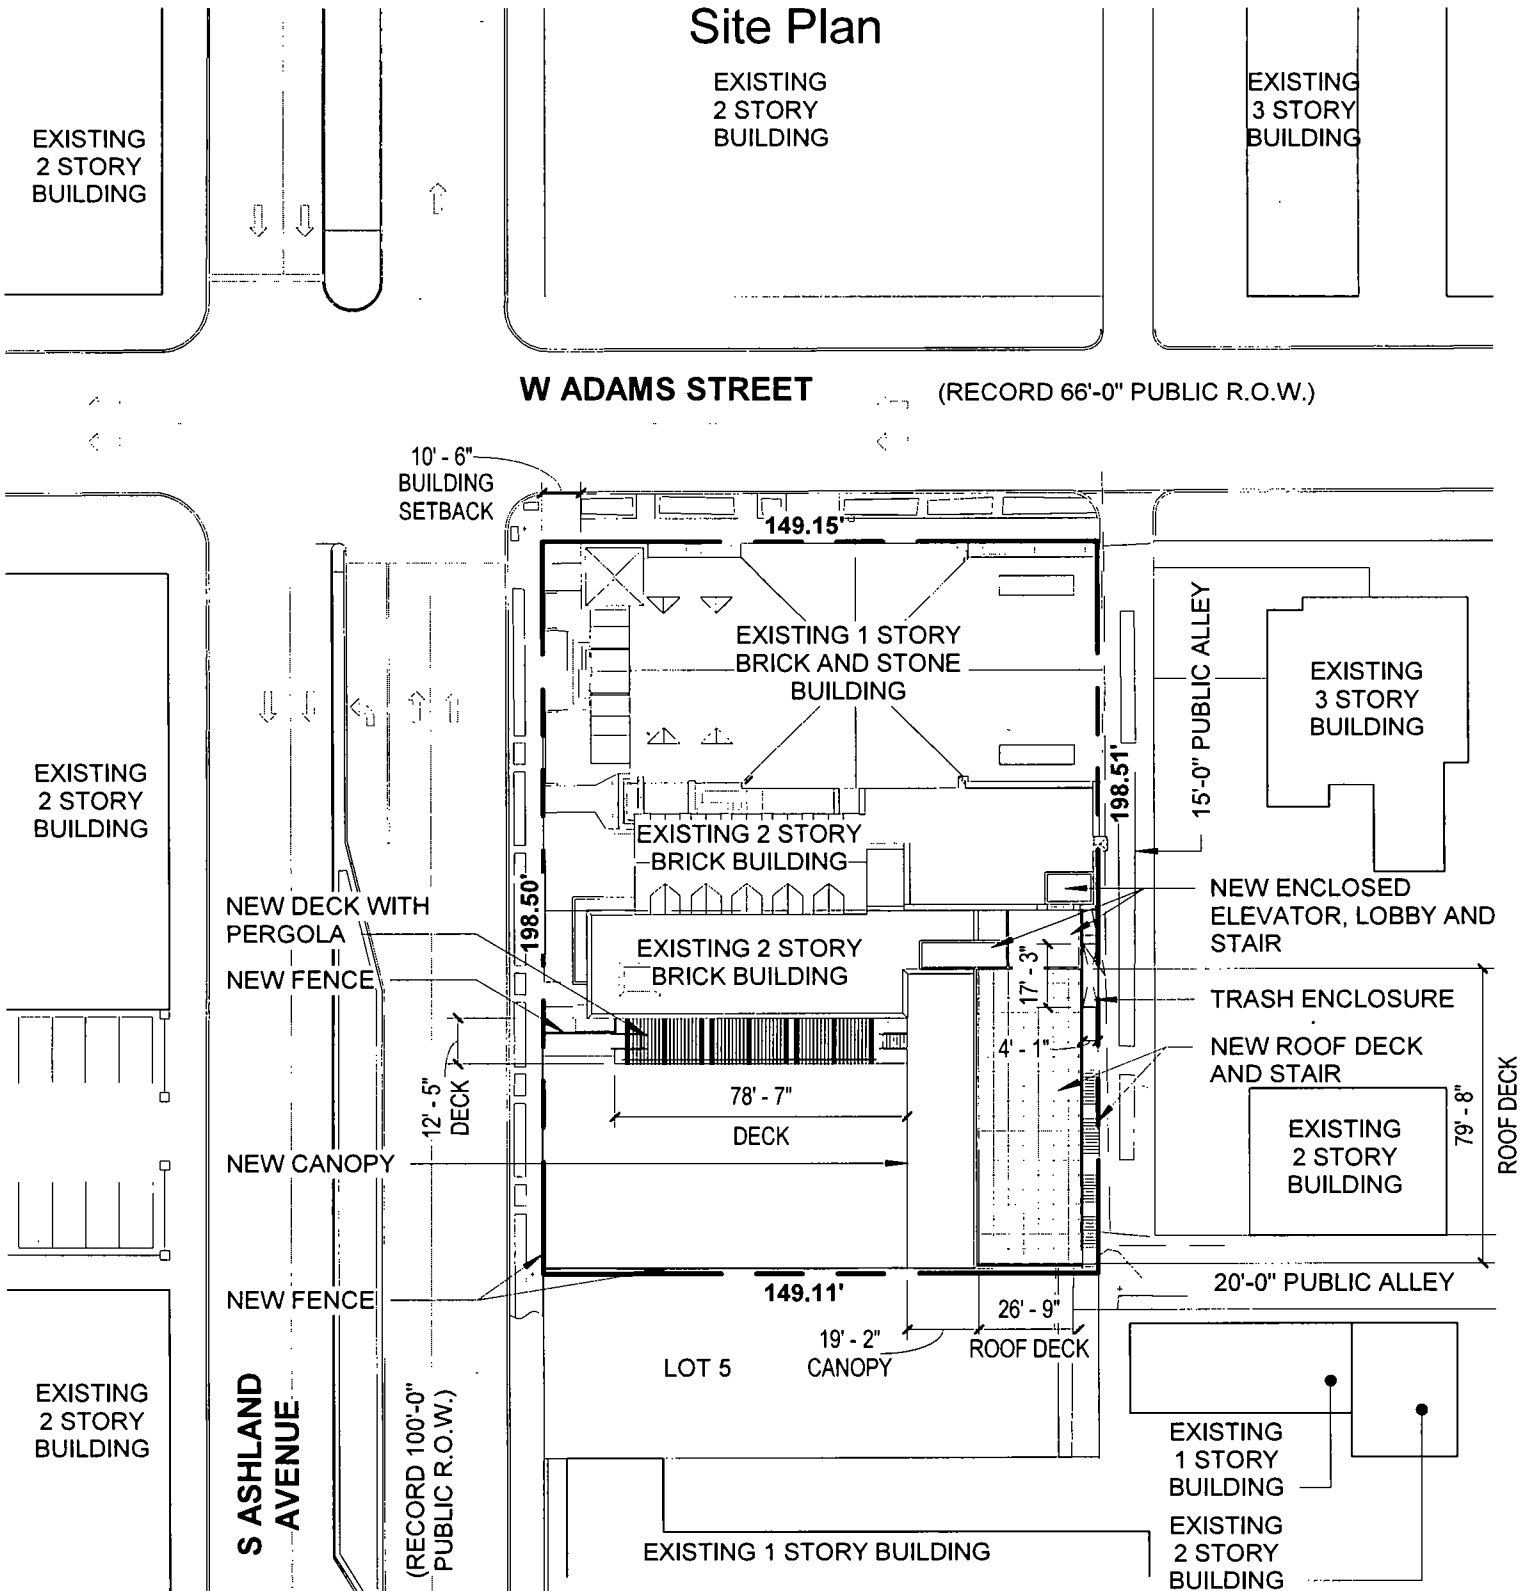 Site Plan
EXISTING
2 STORY
BUILDING
EXISTING
3 STORY
BUILDING
EXISTING
2 STORY
BUILDING
W ADAMS STREET
(RECORD 66'-0" PUBLIC R.O.W.)
10' - 6"
BUILDING
SETBACK
149.15'
EXISTING 1 STORY
BRICK AND STONE
BUILDING
15'-0" PUBLIC ALLEY
EXISTING
3 STORY
BUILDING
198.51'
EXISTING
2 STORY
BUILDING
EXISTING 2 STORY
BRICK BUILDING
198.50'
NEW DECK WITH
PERGOLA
NEW ENCLOSED
ELEVATOR, LOBBY AND
STAIR
EXISTING 2 STORY
BRICK BUILDING
NEW FENCE
17' - 3"
TRASH ENCLOSURE
4' - 1"
NEW ROOF DECK
AND STAIR
12' - 5"
DECK
78' - 7"
DECK
79' - 8"
ROOF DECK
EXISTING
2 STORY
BUILDING
NEW CANOPY
NEW FENCE
149.11'
20'-0" PUBLIC ALLEY
26' - 9"
ROOF DECK
19' - 2"
CANOPY
LOT 5
EXISTING
2 STORY
BUILDING
S ASHLAND
AVENUE
(RECORD 100'-0"
PUBLIC R.O.W.)
EXISTING
1 STORY
BUILDING
EXISTING
2 STORY
BUILDING
EXISTING 1 STORY BUILDING